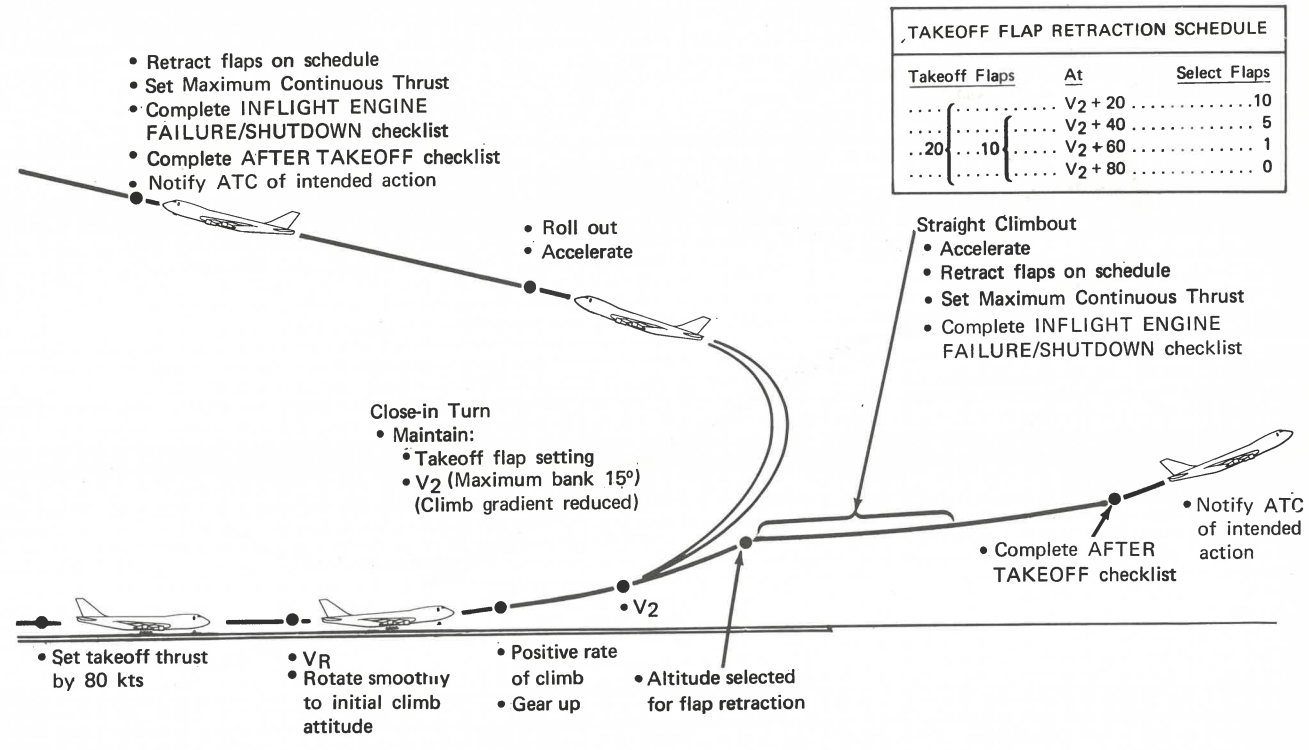 • Retract flaps on schedule
• Set Maximum Continuous Thrust
• Complete INFLIGHT ENGINE
FAILURE/SHUTDOWN checklist
• Complete AFTER TAKEOFF checklist
• Notify ATC of intended action
TAKEOFF FLAP RETRACTION SCHEDULE
Takeoff Flaps At Select Flaps
V2 + 20 10
V2 + 40 5
20 10 V2 + 60 1
V2 + 80 0
• Roll out
• Accelerate
Straight Climbout
• Accelerate
• Retract flaps on schedule
• Set Maximum Continuous Thrust
• Complete INFLIGHT ENGINE
FAILURE/SHUTDOWN checklist
Close-in Turn
• Maintain:
• Takeoff flap setting
• V2 (Maximum bank 15º)
(Climb gradient reduced)
• Notify ATC
of intended
action
• Complete AFTER
TAKEOFF checklist
• V2
• Set takeoff thrust
by 80 kts
• VR
• Rotate smoothly
to initial climb
attitude
• Positive rate
of climb
• Gear up
• Altitude selected
for flap retraction